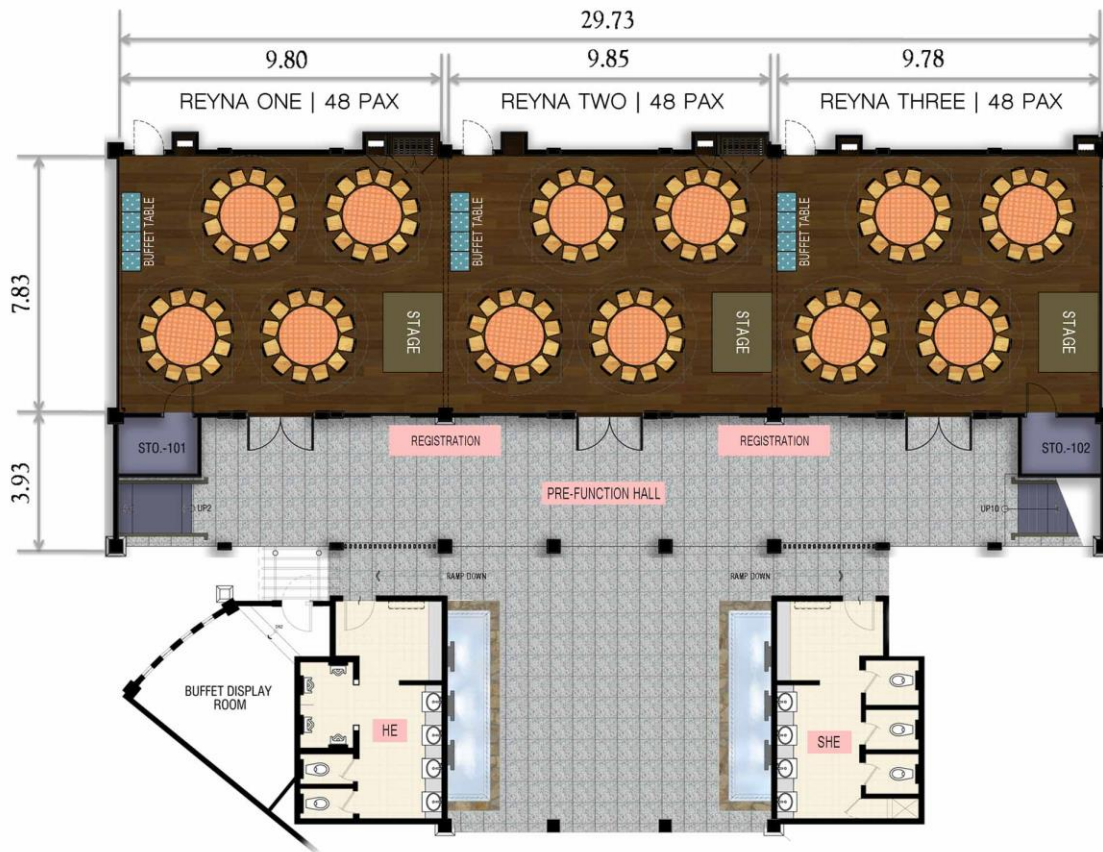 29.73
9.80
9.85
9.78
REYNA ONE | 48 PAX
REYNA TWO | 48 PAX
REYNA THREE | 48 PAX
7.83
BUFFET TABLE
BUFFET TABLE
BUFFET TABLE
STAGE
STAGE
STAGE
3.93
STO.-101
REGISTRATION
REGISTRATION
STO.-102
PRE-FUNCTION HALL
UP2
UP10
RAMP DOWN
RAMP DOWN
BUFFET DISPLAY
ROOM
HE
SHE